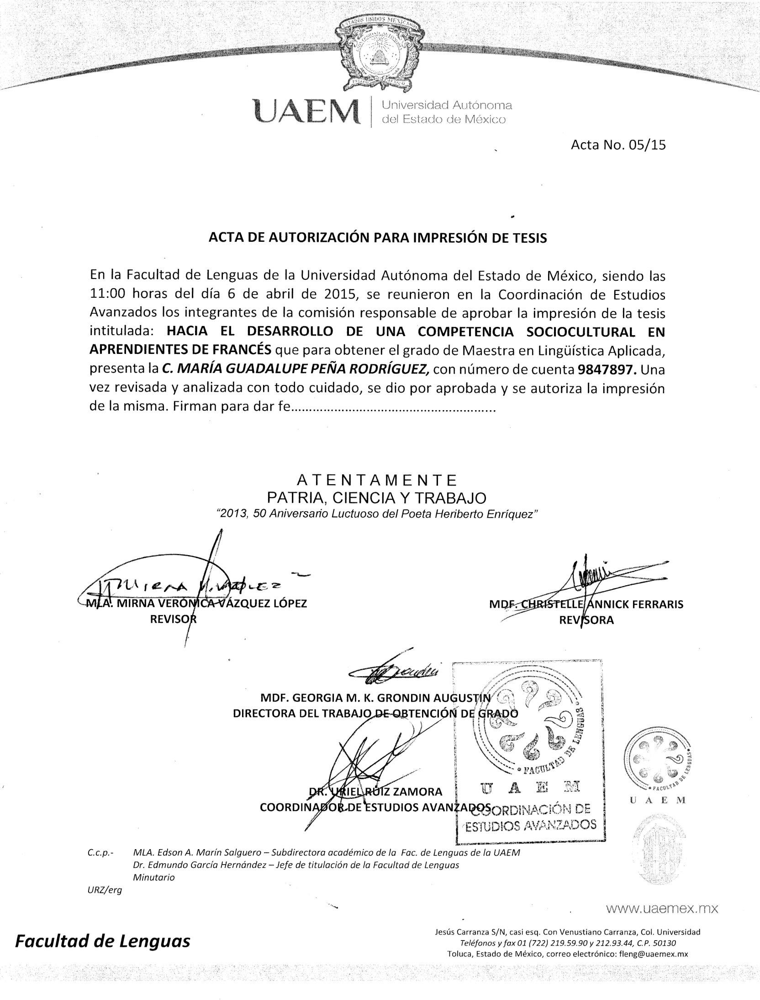 ESTADOS UNIDOS MEXICANOS
ESTADO MEXICO
UAEM
Universidad Autónoma
del Estado de México
Acta No. 05/15
ACTA DE AUTORIZACIÓN PARA IMPRESIÓN DE TESIS
En la Facultad de Lenguas de la Universidad Autónoma del Estado de México, siendo las
11:00 horas del día 6 de abril de 2015, se reunieron en la Coordinación de Estudios
Avanzados los integrantes de la comisión responsable de aprobar la impresión de la tesis
intitulada: HACIA EL DESARROLLO DE UNA COMPETENCIA SOCIOCULTURAL EN
APRENDIENTES DE FRANCÉS que para obtener el grado de Maestra en Lingüística Aplicada,
presenta la C. MARÍA GUADALUPE PEÑA RODRÍGUEZ, con número de cuenta 9847897. Una
vez revisada y analizada con todo cuidado, se dio por aprobada y se autoriza la impresión
de la misma. Firman para dar fe..........................................................
A T E N T A M E N T E
PATRIA, CIENCIA Y TRABAJO
“2013, 50 Aniversario Luctuoso del Poeta Heriberto Enríquez”
MIRNA V. VAZQUEZ
MLA. MIRNA VERÓNICA VÁZQUEZ LÓPEZ
REVISOR
MDF. CHRISTELLE ANNICK FERRARIS
REVISORA
Grondin
MDF. GEORGIA M. K. GRONDIN AUGUSTIN
DIRECTORA DEL TRABAJO DE OBTENCIÓN DE GRADO
DR. URIEL RUIZ ZAMORA
COORDINADOR DE ESTUDIOS AVANZADOS
FACULTAD DE LENGUAS
U A E M
COORDINACIÓN DE
ESTUDIOS AVANZADOS
FACULTAD DE LENGUAS
U A E M
C.c.p.- MLA. Edson A. Marín Salguero – Subdirectora académico de la Fac. de Lenguas de la UAEM
Dr. Edmundo García Hernández – Jefe de titulación de la Facultad de Lenguas
Minutario
URZ/erg
www.uaemex.mx
Facultad de Lenguas
Jesús Carranza S/N, casi esq. Con Venustiano Carranza, Col. Universidad
Teléfonos y fax 01 (722) 219.59.90 y 212.93.44, C.P. 50130
Toluca, Estado de México, correo electrónico: fleng@uaemex.mx